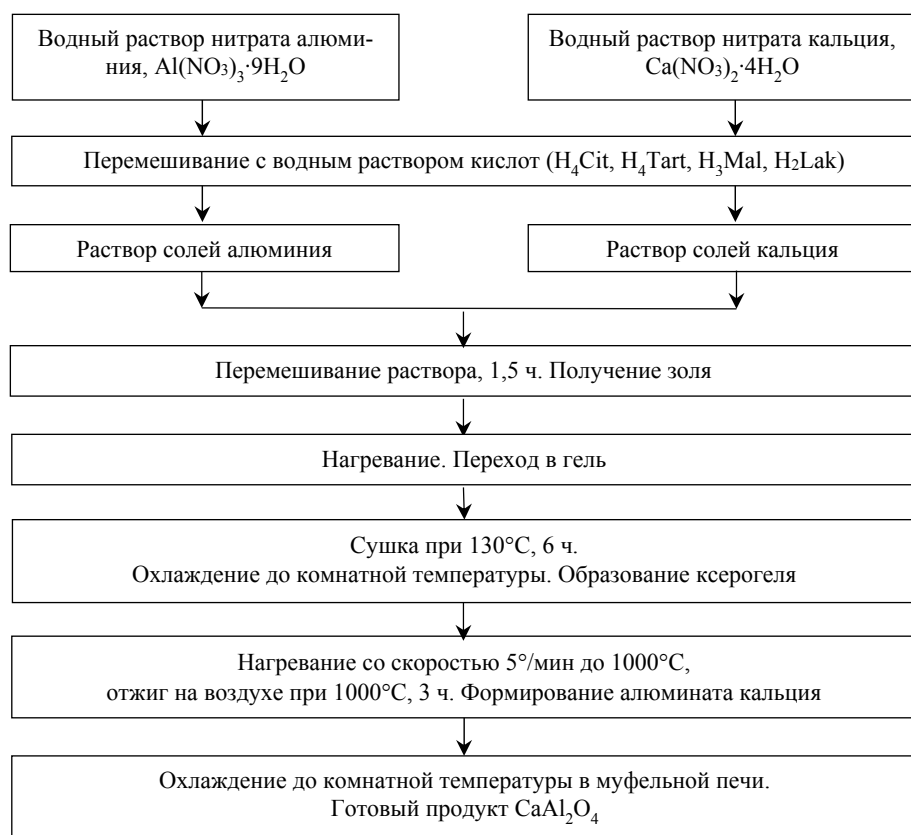 Водный раствор нитрата алюми-
ния, Al(NO₃)₃·9H₂O
Водный раствор нитрата кальция,
Ca(NO₃)₂·4H₂O
Перемешивание с водным раствором кислот (H₄Cit, H₄Tart, H₃Mal, H₂Lak)
Раствор солей алюминия
Раствор солей кальция
Перемешивание раствора, 1,5 ч. Получение золя
Нагревание. Переход в гель
Сушка при 130°C, 6 ч.
Охлаждение до комнатной температуры. Образование ксерогеля
Нагревание со скоростью 5°/мин до 1000°C,
отжиг на воздухе при 1000°C, 3 ч. Формирование алюмината кальция
Охлаждение до комнатной температуры в муфельной печи.
Готовый продукт CaAl₂O₄